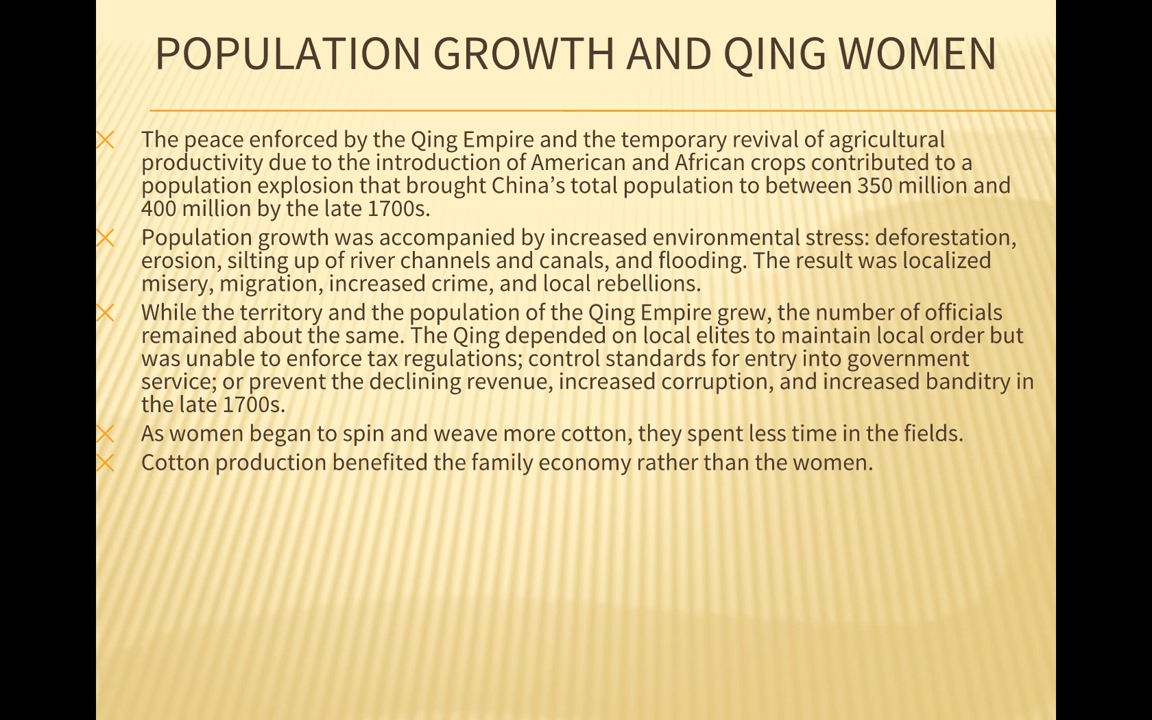 POPULATION GROWTH AND QING WOMEN
The peace enforced by the Qing Empire and the temporary revival of agricultural
productivity due to the introduction of American and African crops contributed to a
population explosion that brought China’s total population to between 350 million and
400 million by the late 1700s.
Population growth was accompanied by increased environmental stress: deforestation,
erosion, silting up of river channels and canals, and flooding. The result was localized
misery, migration, increased crime, and local rebellions.
While the territory and the population of the Qing Empire grew, the number of officials
remained about the same. The Qing depended on local elites to maintain local order but
was unable to enforce tax regulations; control standards for entry into government
service; or prevent the declining revenue, increased corruption, and increased banditry in
the late 1700s.
As women began to spin and weave more cotton, they spent less time in the fields.
Cotton production benefited the family economy rather than the women.